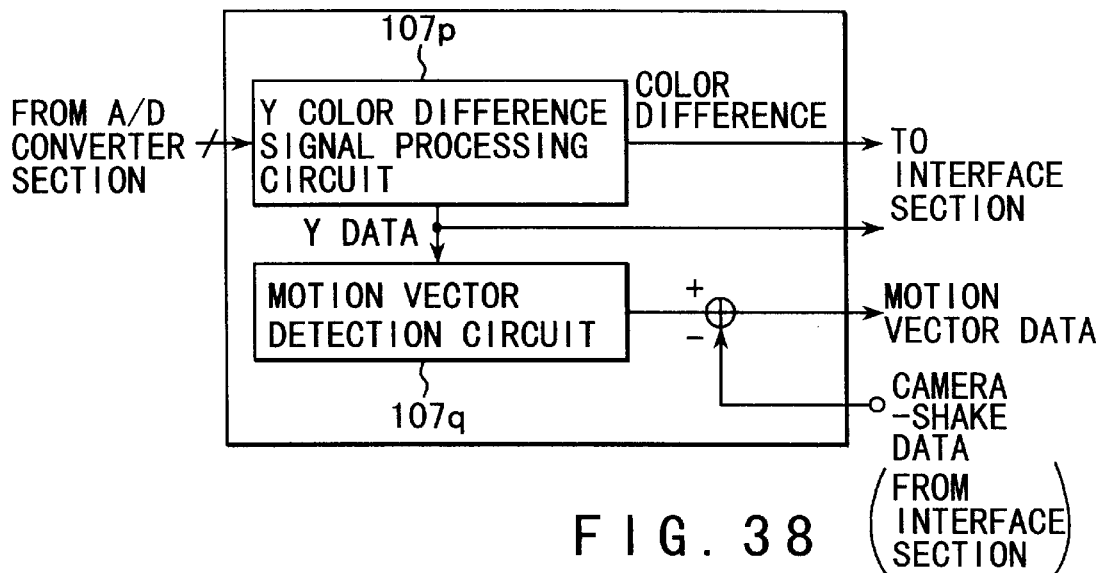 107p
FROM A/D
CONVERTER
SECTION
Y COLOR DIFFERENCE
SIGNAL PROCESSING
CIRCUIT
COLOR
DIFFERENCE
TO
INTERFACE
SECTION
Y DATA
MOTION VECTOR
DETECTION CIRCUIT
+
-
MOTION
VECTOR DATA
107q
CAMERA
-SHAKE
DATA
(FROM
INTERFACE
SECTION)
FIG. 38